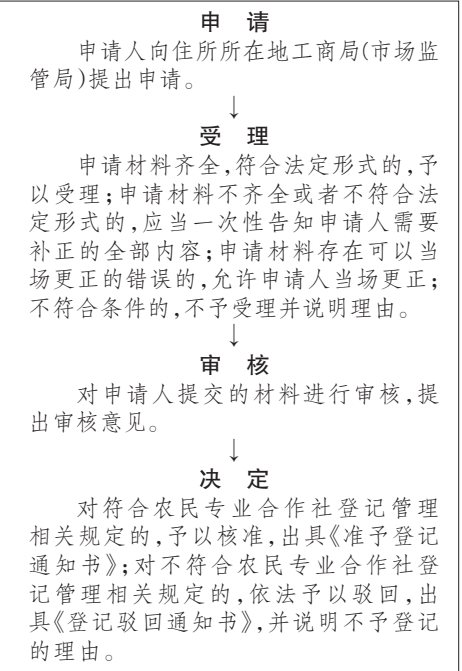 申 请
申请人向住所所在地工商局(市场监
管局)提出申请。
↓
受 理
申请材料齐全,符合法定形式的,予
以受理;申请材料不齐全或者不符合法
定形式的,应当一次性告知申请人需要
补正的全部内容;申请材料存在可以当
场更正的错误的,允许申请人当场更正;
不符合条件的,不予受理并说明理由。
↓
审 核
对申请人提交的材料进行审核,提
出审核意见。
↓
决 定
对符合农民专业合作社登记管理
相关规定的,予以核准,出具《准予登记
通知书》;对不符合农民专业合作社登
记管理相关规定的,依法予以驳回,出
具《登记驳回通知书》,并说明不予登记
的理由。